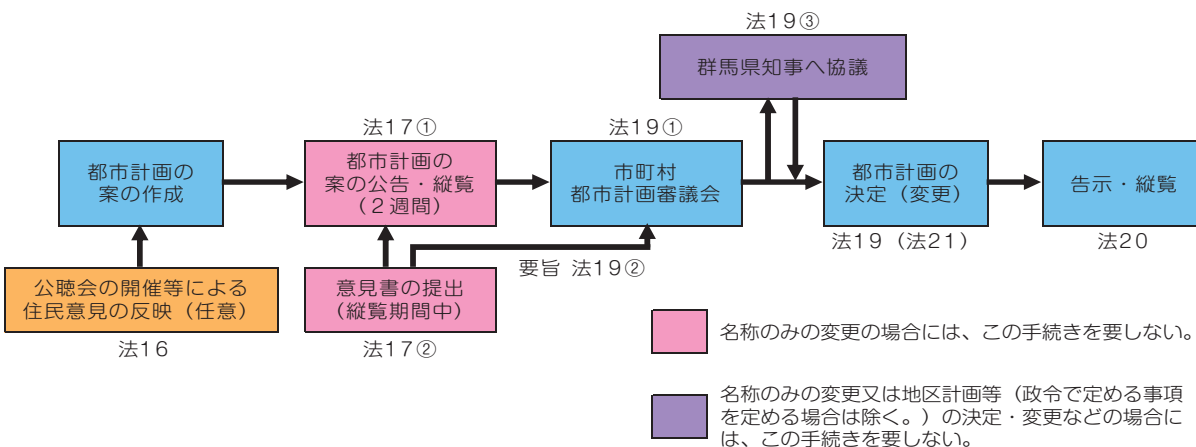 法19③
群馬県知事へ協議
法17①
法19①
都市計画の
案の作成
都市計画の
案の公告・縦覧
（２週間）
市町村
都市計画審議会
都市計画の
決定（変更）
告示・縦覧
法19（法21）
法20
要旨 法19②
公聴会の開催等による
住民意見の反映（任意）
意見書の提出
（縦覧期間中）
法16
法17②
名称のみの変更の場合には、この手続きを要しない。
名称のみの変更又は地区計画等（政令で定める事項
を定める場合は除く。）の決定・変更などの場合に
は、この手続きを要しない。